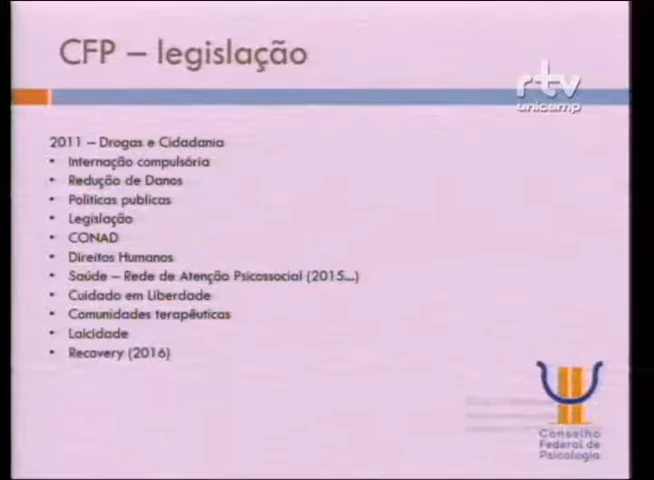 CFP – legislação
rtv
unicamp
2011 – Drogas e Cidadania
• Internação compulsória
• Redução de Danos
• Políticas publicas
• Legislação
• CONAD
• Direitos Humanos
• Saúde – Rede de Atenção Psicossocial (2015...)
• Cuidado em Liberdade
• Comunidades terapêuticas
• Laicidade
• Recovery (2016)
Conselho
Federal de
Psicologia